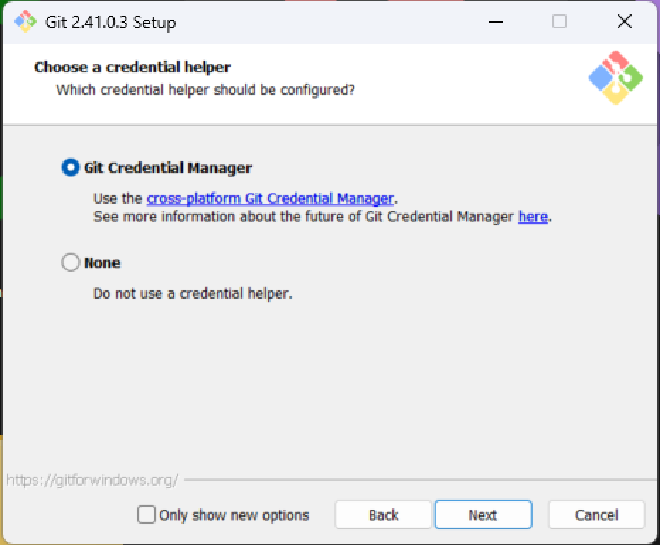 Git 2.41.0.3 Setup
Choose a credential helper
Which credential helper should be configured?
Git Credential Manager
Use the cross-platform Git Credential Manager.
See more information about the future of Git Credential Manager here.
None
Do not use a credential helper.
https://gitforwindows.org/
Only show new options
Back
Next
Cancel